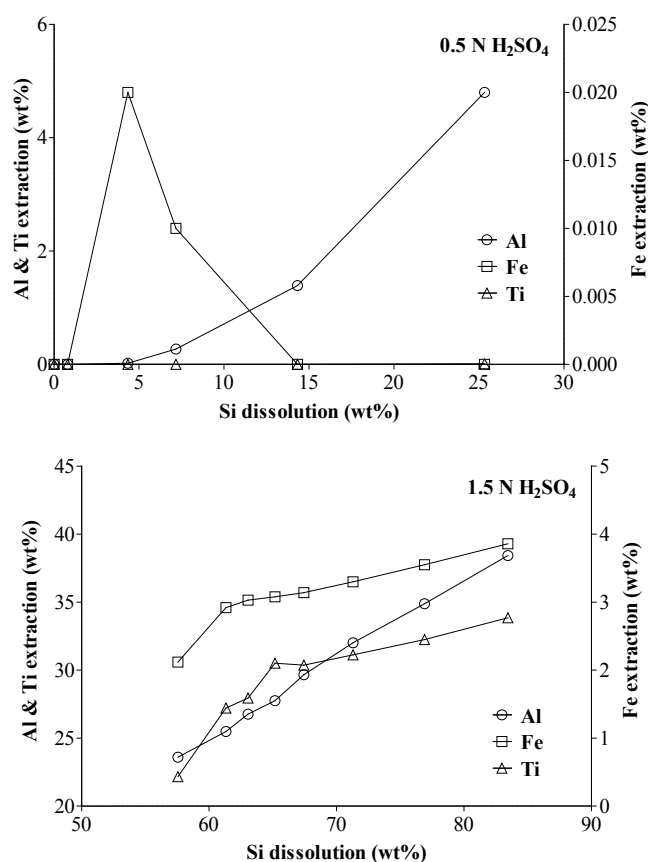 0.5 N H₂SO₄
Al & Ti extraction (wt%)
6
4
2
0
Fe extraction (wt%)
0.025
0.020
0.015
0.010
0.005
0.000
Al
Fe
Ti
0 5 10 15 20 25 30
Si dissolution (wt%)
1.5 N H₂SO₄
Al & Ti extraction (wt%)
45
40
35
30
25
20
Fe extraction (wt%)
5
4
3
2
1
0
Al
Fe
Ti
50 60 70 80 90
Si dissolution (wt%)